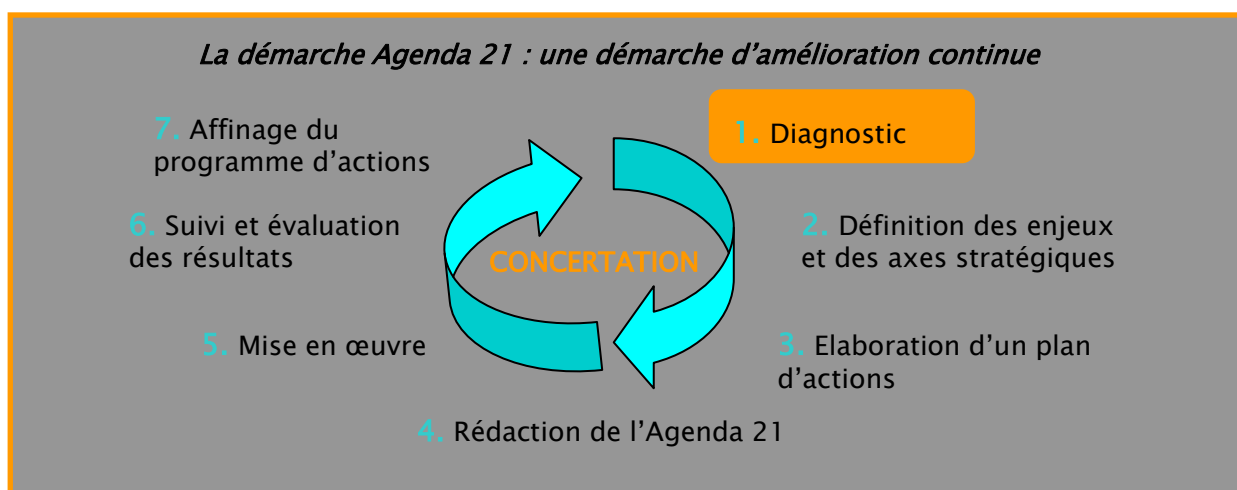 La démarche Agenda 21 : une démarche d’amélioration continue
1. Diagnostic
2. Définition des enjeux
et des axes stratégiques
3. Elaboration d’un plan
d’actions
4. Rédaction de l’Agenda 21
5. Mise en œuvre
6. Suivi et évaluation
des résultats
7. Affinage du
programme d’actions
CONCERTATION